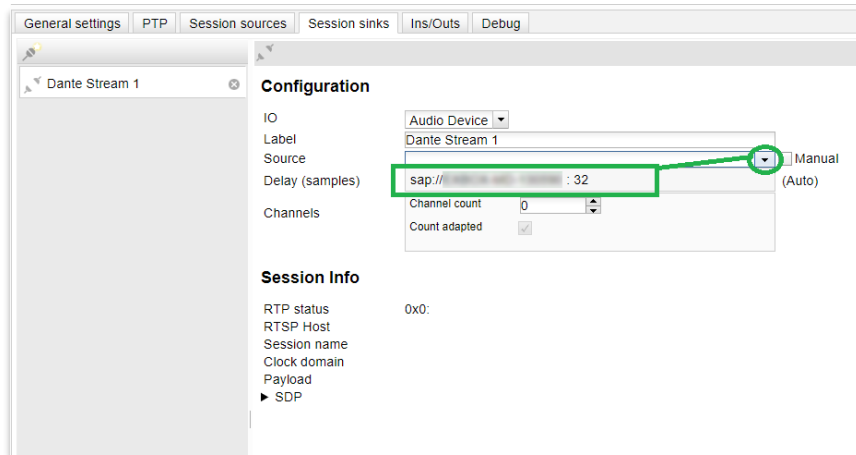 General settings PTP Session sources Session sinks Ins/Outs Debug
Dante Stream 1
Configuration
IO Audio Device
Label Dante Stream 1
Source Manual
Delay (samples) sap:// : 32 (Auto)
Channels
Channel count 0
Count adapted
Session Info
RTP status 0x0:
RTSP Host
Session name
Clock domain
Payload
SDP